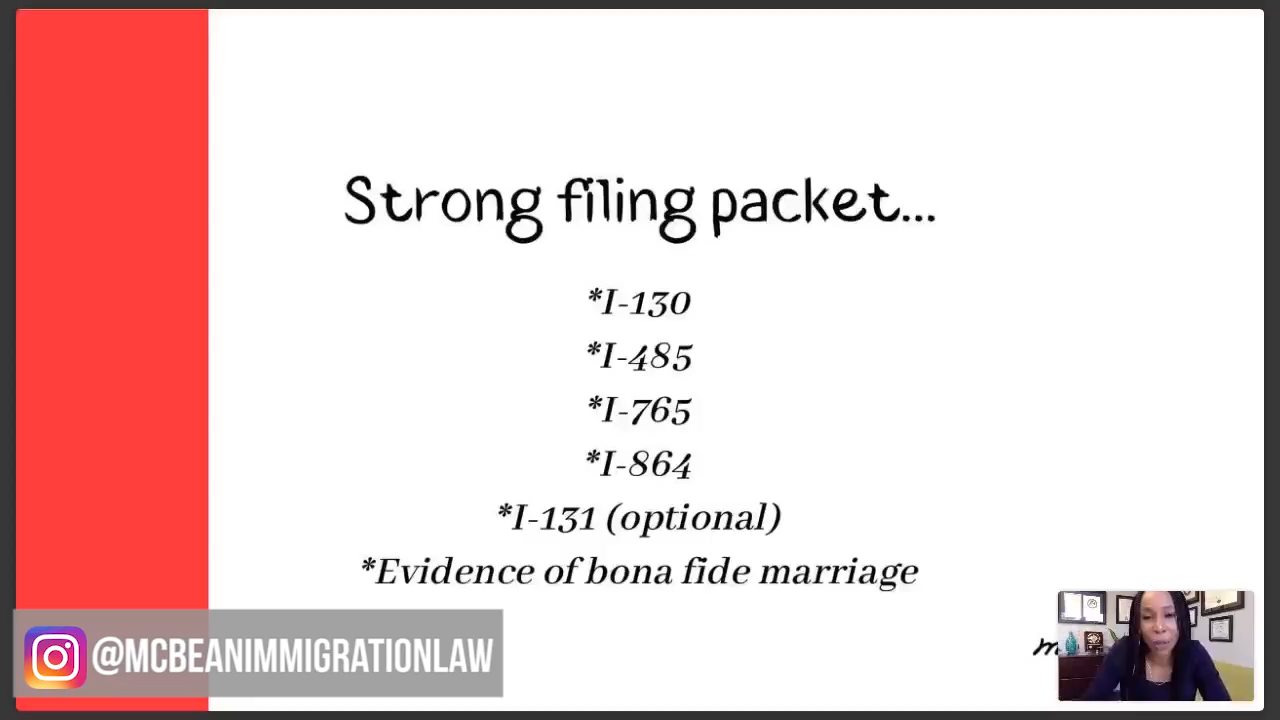 Strong filing packet...
*I-130
*I-485
*I-765
*I-864
*I-131 (optional)
*Evidence of bona fide marriage
@MCBEANIMMIGRATIONLAW